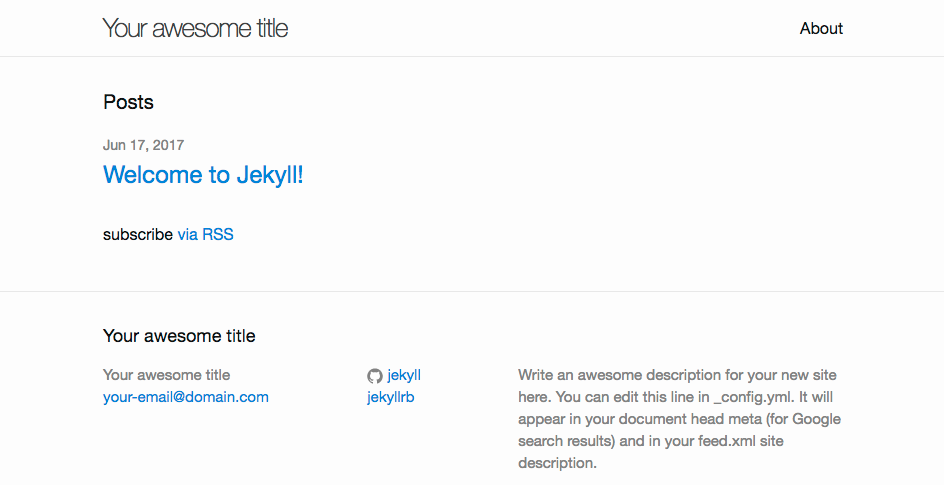 Your awesome title
About
Posts
Jun 17, 2017
Welcome to Jekyll!
subscribe via RSS
Your awesome title
Your awesome title
your-email@domain.com
jekyll
jekyllrb
Write an awesome description for your new site
here. You can edit this line in _config.yml. It will
appear in your document head meta (for Google
search results) and in your feed.xml site
description.